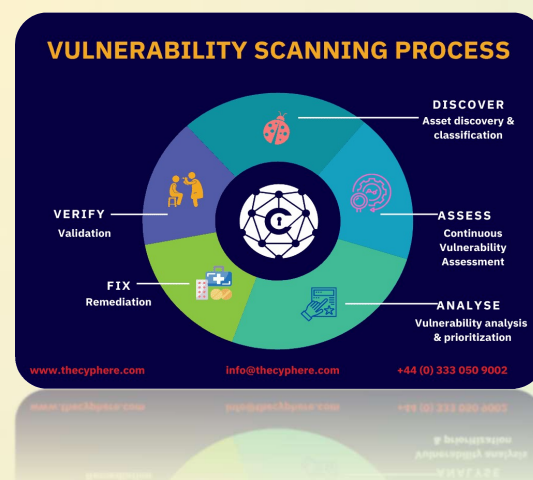 VULNERABILITY SCANNING PROCESS
DISCOVER
Asset discovery &
classification
ASSESS
Continuous
Vulnerability
Assessment
ANALYSE
Vulnerability analysis
& prioritization
FIX
Remediation
VERIFY
Validation
www.thecyphere.com
info@thecyphere.com
+44 (0) 333 050 9002